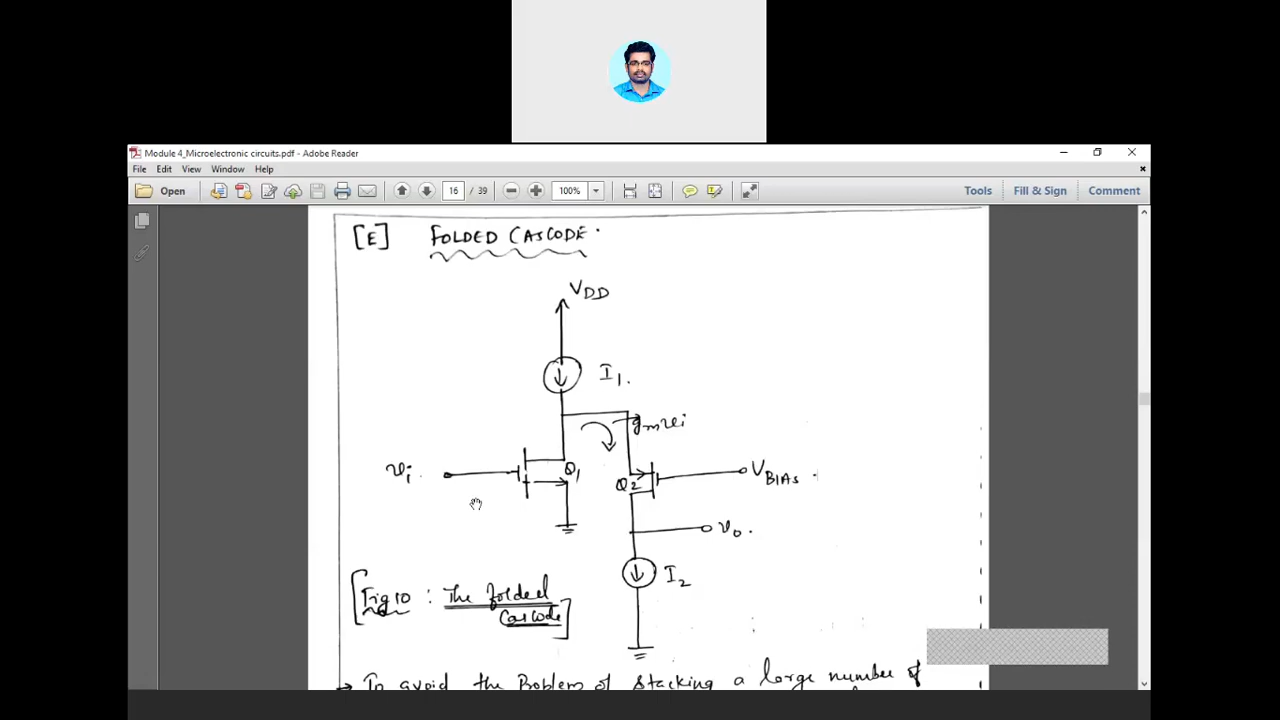 Module 4_Microelectronic circuits.pdf - Adobe Reader
File Edit View Window Help
Open 16 / 39 100% Tools Fill & Sign Comment
[E] FOLDED CASCODE.
VDD
I1.
gmvi
vi.
Q1
Q2
VBIAS.
vo.
I2
[Fig 10 : The folded
Cascode]
→ To avoid the Problem of stacking a large number of